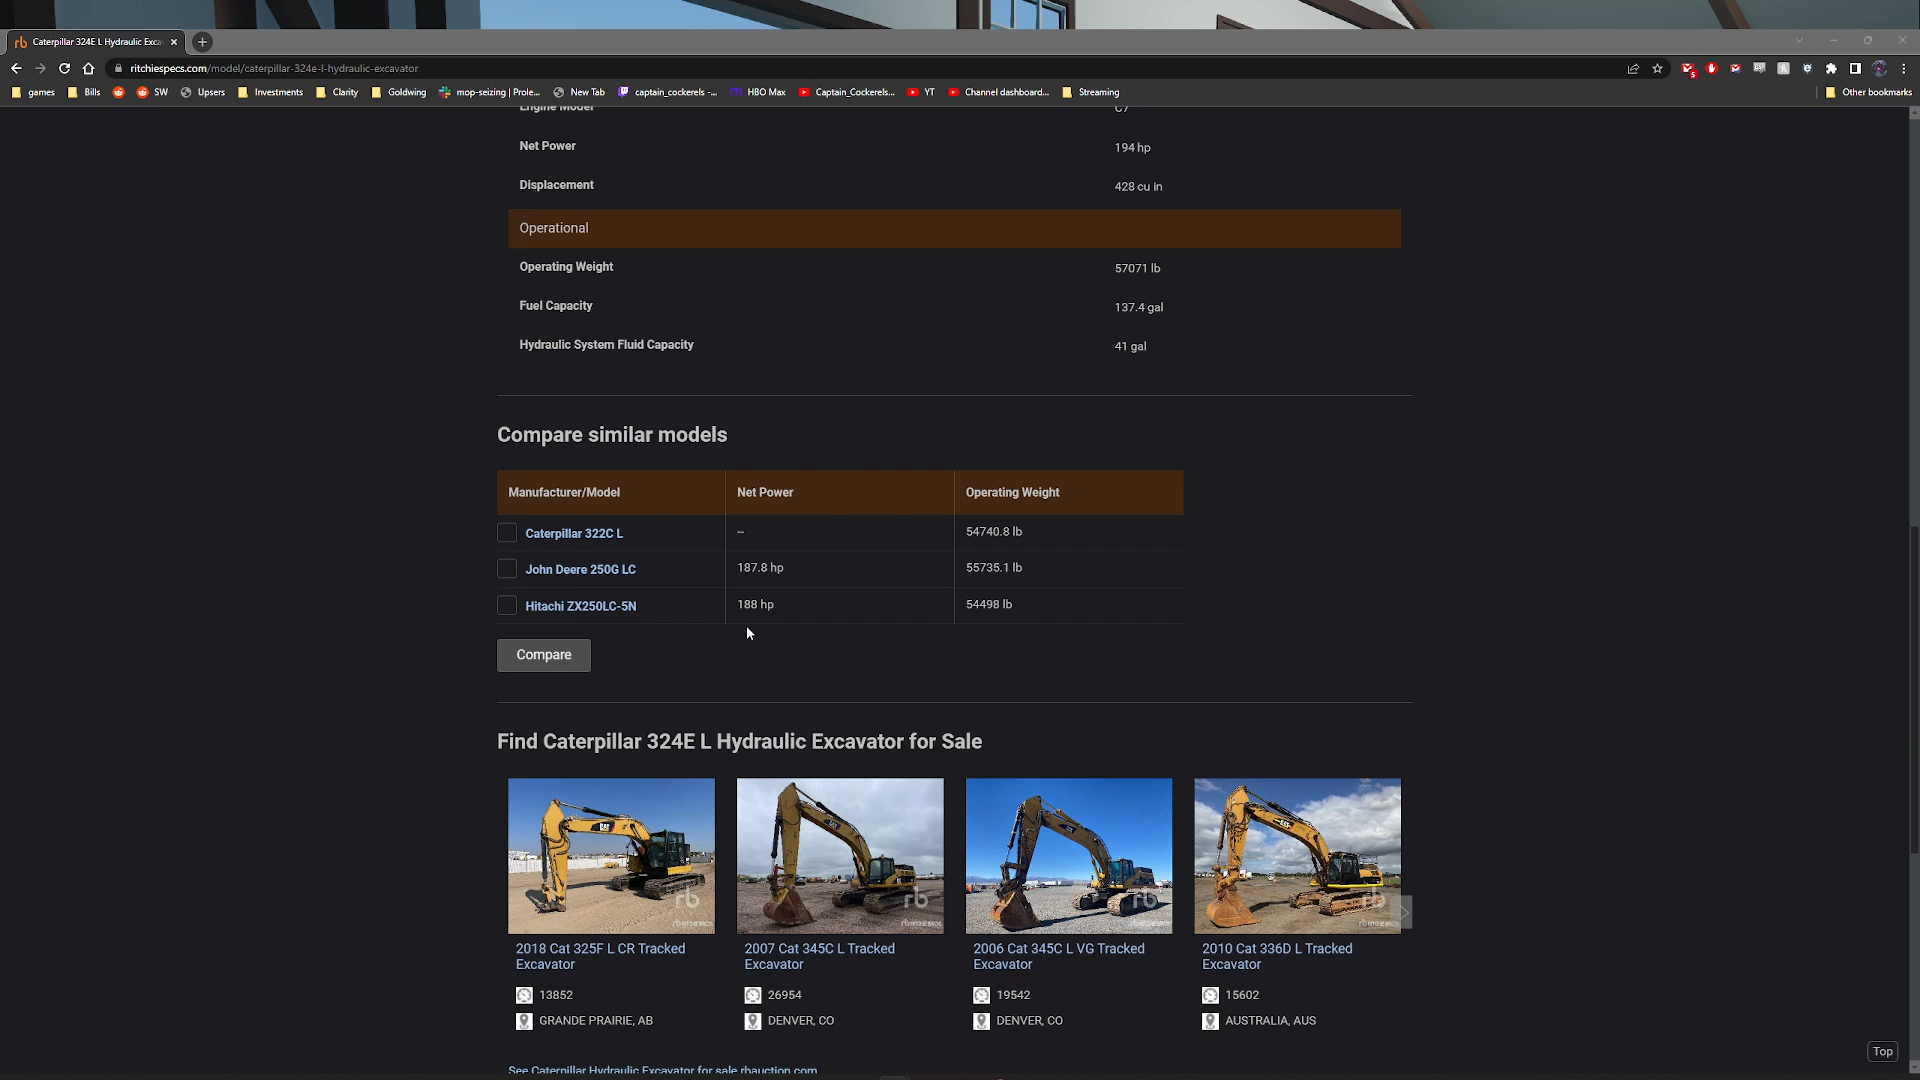 Caterpillar 324E L Hydraulic Exca
ritchiespecs.com/model/caterpillar-324e-l-hydraulic-excavator
games Bills SW Upsers Investments Clarity Goldwing mop-seizing | Prole... New Tab captain_cockerels -... HBO Max Captain_Cockerels... YT Channel dashboard... Streaming Other bookmarks
Engine Model C7
Net Power 194 hp
Displacement 428 cu in
Operational
Operating Weight 57071 lb
Fuel Capacity 137.4 gal
Hydraulic System Fluid Capacity 41 gal
Compare similar models
Manufacturer/Model Net Power Operating Weight
Caterpillar 322C L -- 54740.8 lb
John Deere 250G LC 187.8 hp 55735.1 lb
Hitachi ZX250LC-5N 188 hp 54498 lb
Compare
Find Caterpillar 324E L Hydraulic Excavator for Sale
2018 Cat 325F L CR Tracked
Excavator
13852
GRANDE PRAIRIE, AB
2007 Cat 345C L Tracked
Excavator
26954
DENVER, CO
2006 Cat 345C L VG Tracked
Excavator
19542
DENVER, CO
2010 Cat 336D L Tracked
Excavator
15602
AUSTRALIA, AUS
Top
See Caterpillar Hydraulic Excavator for sale rbauction.com